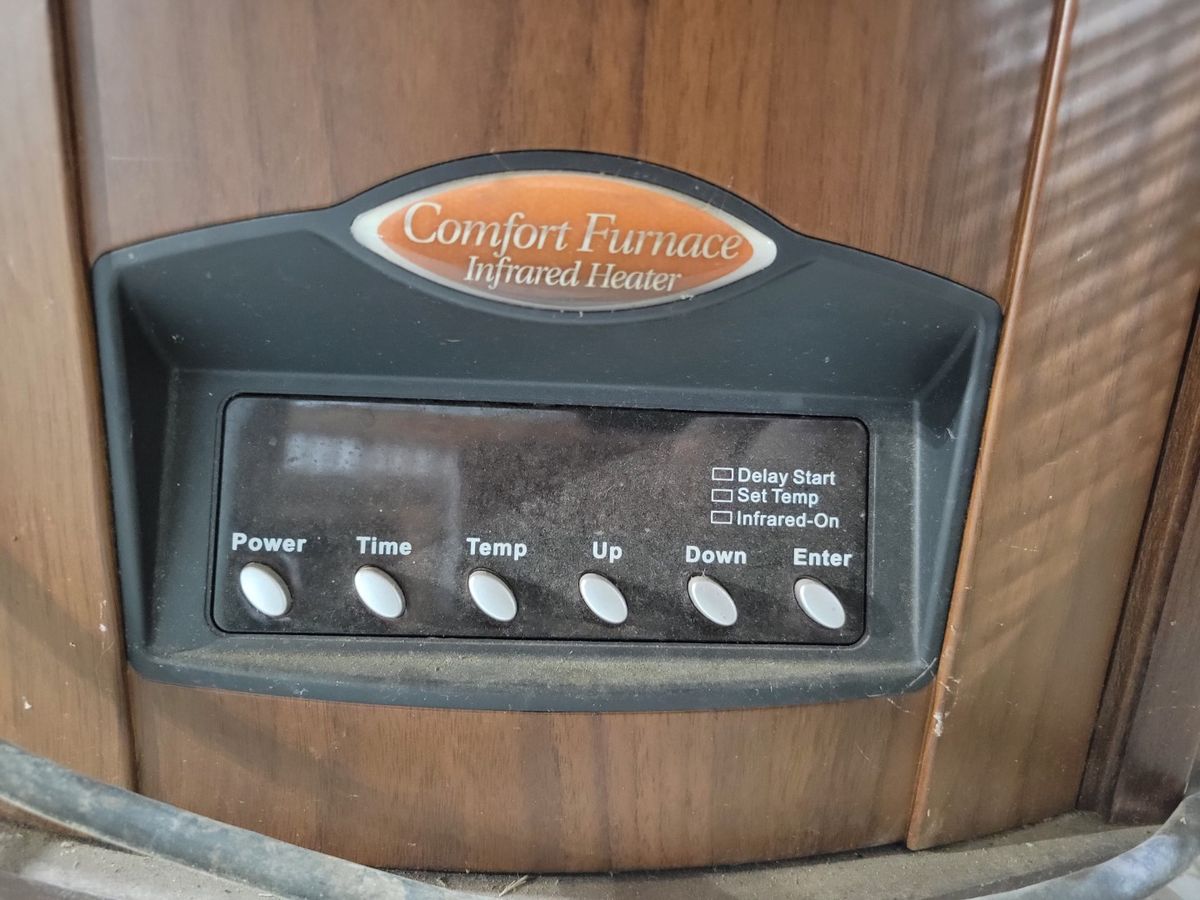 Comfort Furnace
Infrared Heater
Delay Start
Set Temp
Infrared-On
Power Time Temp Up Down Enter